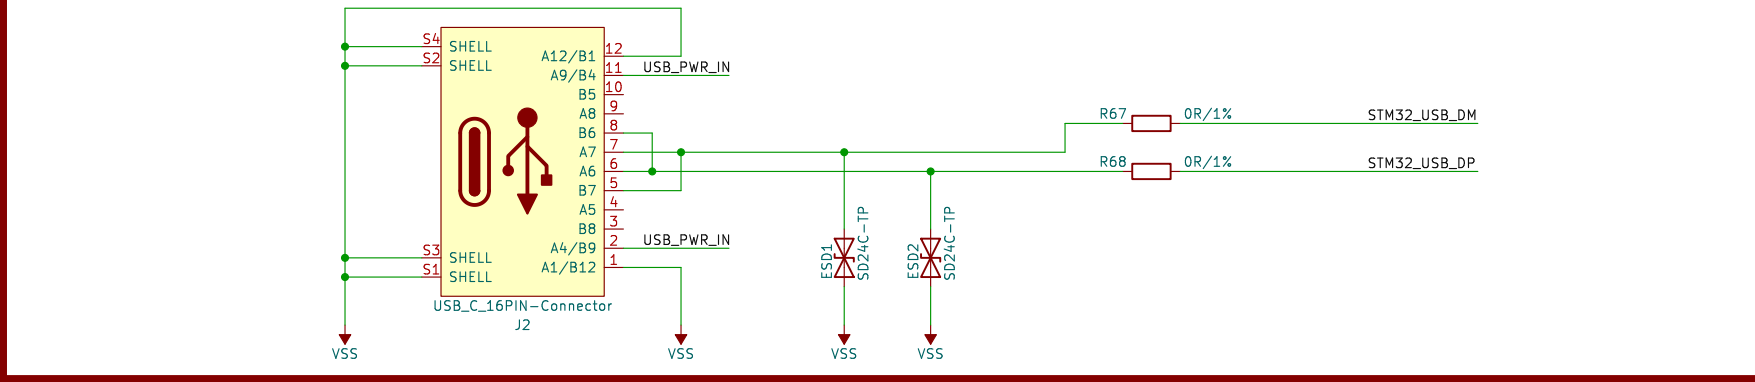 S4 SHELL
S2 SHELL
A12/B1 12
A9/B4 11 USB_PWR_IN
B5 10
A8 9
B6 8
A7 7
A6 6
B7 5
A5 4
B8 3
A4/B9 2 USB_PWR_IN
A1/B12 1
S3 SHELL
S1 SHELL
USB_C_16PIN-Connector
J2
VSS
VSS
R67 0R/1% STM32_USB_DM
R68 0R/1% STM32_USB_DP
ESD1
SD24C-TP
ESD2
SD24C-TP
VSS
VSS